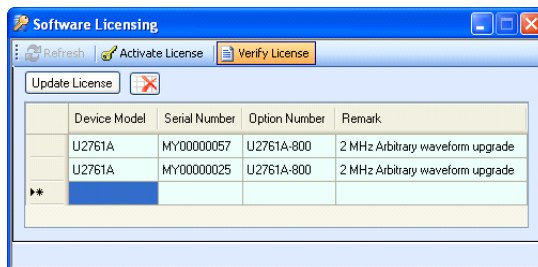 Software Licensing
Refresh Activate License Verify License
Update License
Device Model Serial Number Option Number Remark
U2761A MY00000057 U2761A-800 2 MHz Arbitrary waveform upgrade
U2761A MY00000025 U2761A-800 2 MHz Arbitrary waveform upgrade